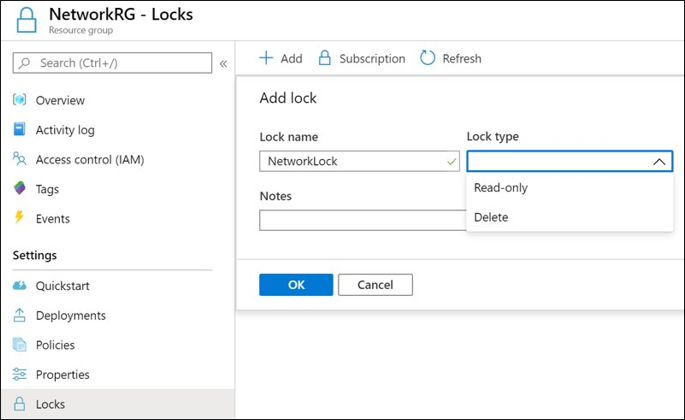 NetworkRG - Locks
Resource group
Search (Ctrl+/)
«
Overview
Activity log
Access control (IAM)
Tags
Events
Settings
Quickstart
Deployments
Policies
Properties
Locks
Add
Subscription
Refresh
Add lock
Lock name
Lock type
NetworkLock
Read-only
Delete
Notes
OK
Cancel